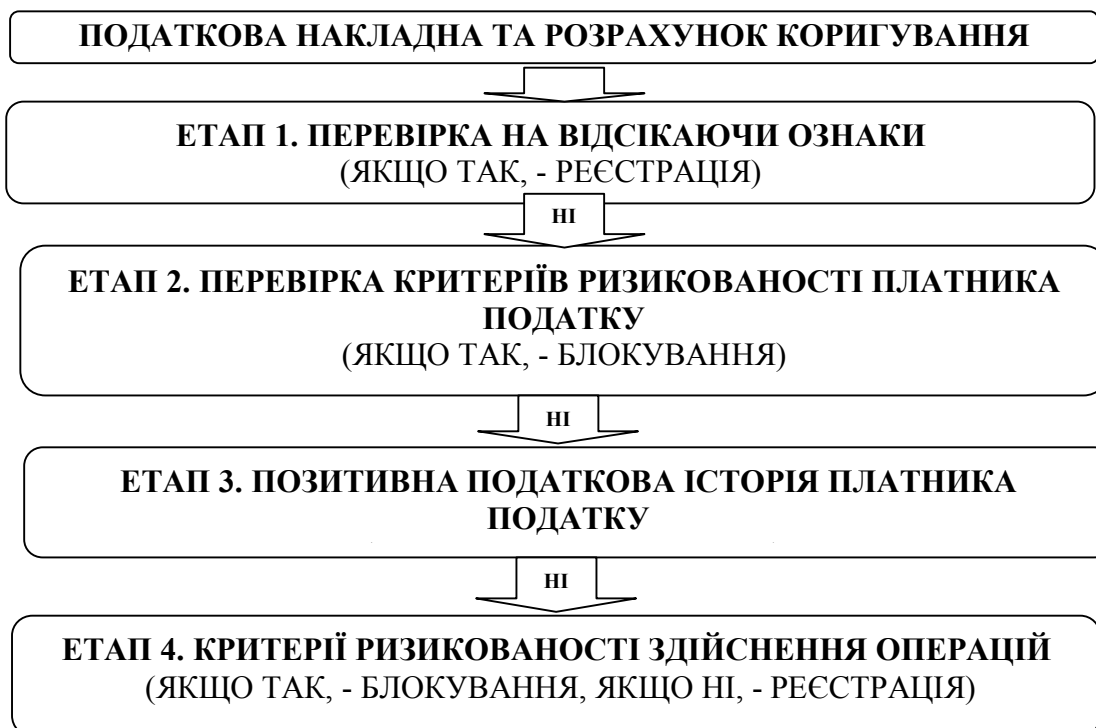 ПОДАТКОВА НАКЛАДНА ТА РОЗРАХУНОК КОРИГУВАННЯ
ЕТАП 1. ПЕРЕВІРКА НА ВІДСІКАЮЧИ ОЗНАКИ
(ЯКЩО ТАК, - РЕЄСТРАЦІЯ)
НІ
ЕТАП 2. ПЕРЕВІРКА КРИТЕРІЇВ РИЗИКОВАНОСТІ ПЛАТНИКА
ПОДАТКУ
(ЯКЩО ТАК, - БЛОКУВАННЯ)
НІ
ЕТАП 3. ПОЗИТИВНА ПОДАТКОВА ІСТОРІЯ ПЛАТНИКА
ПОДАТКУ
НІ
ЕТАП 4. КРИТЕРІЇ РИЗИКОВАНОСТІ ЗДІЙСНЕННЯ ОПЕРАЦІЙ
(ЯКЩО ТАК, - БЛОКУВАННЯ, ЯКЩО НІ, - РЕЄСТРАЦІЯ)